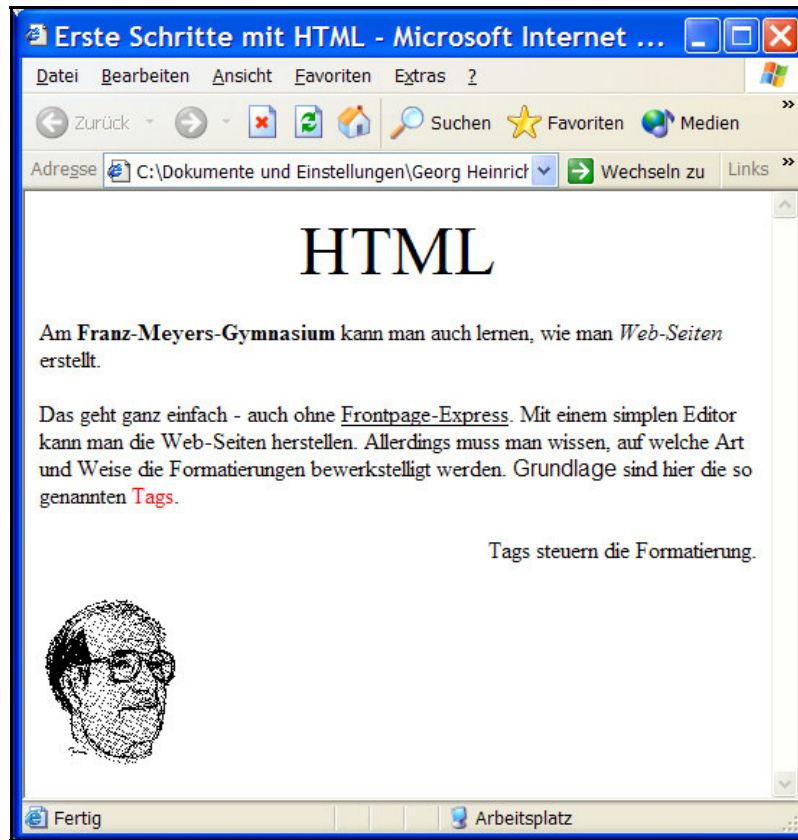 Erste Schritte mit HTML - Microsoft Internet ...
Datei Bearbeiten Ansicht Favoriten Extras ?
Zurück Suchen Favoriten Medien »
Adresse C:\Dokumente und Einstellungen\Georg Heinrich Wechseln zu Links »
HTML
Am Franz-Meyers-Gymnasium kann man auch lernen, wie man Web-Seiten
erstellt.
Das geht ganz einfach - auch ohne Frontpage-Express. Mit einem simplen Editor
kann man die Web-Seiten herstellen. Allerdings muss man wissen, auf welche Art
und Weise die Formatierungen bewerkstelligt werden. Grundlage sind hier die so
genannten Tags.
Tags steuern die Formatierung.
Fertig Arbeitsplatz